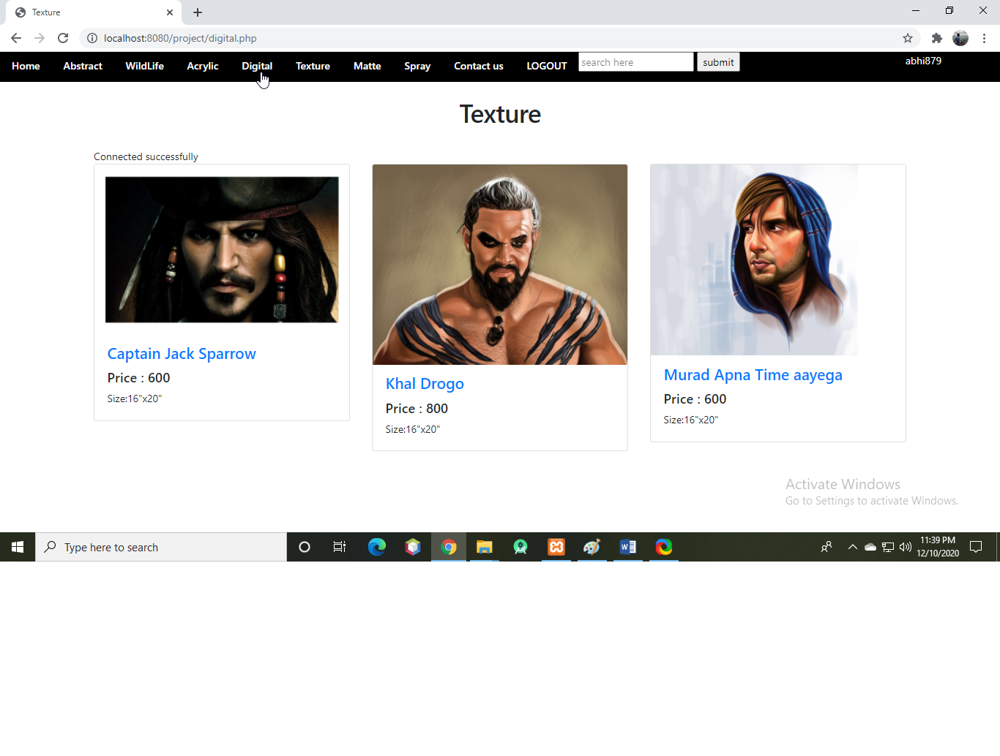 Texture
localhost:8080/project/digital.php
Home Abstract WildLife Acrylic Digital Texture Matte Spray Contact us LOGOUT search here submit abhi879
Texture
Connected successfully
Captain Jack Sparrow
Price : 600
Size:16"x20"
Khal Drogo
Price : 800
Size:16"x20"
Murad Apna Time aayega
Price : 600
Size:16"x20"
Activate Windows
Go to Settings to activate Windows.
Type here to search
11:39 PM
12/10/2020